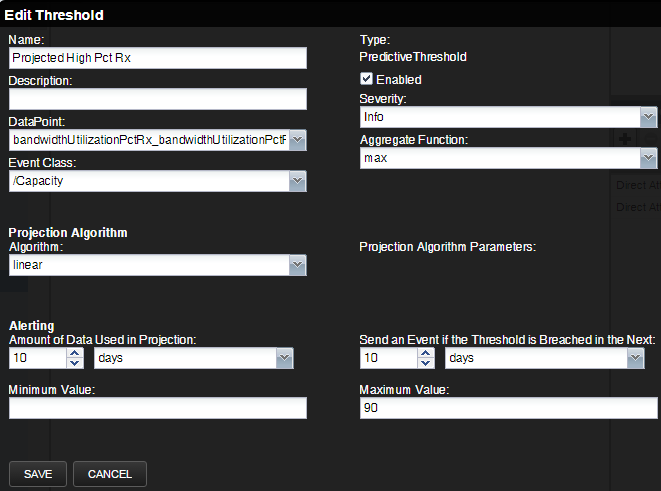 Edit Threshold
Name:
Projected High Pct Rx
Description:
DataPoint:
bandwidthUtilizationPctRx_bandwidthUtilizationPctF
Event Class:
/Capacity
Type:
PredictiveThreshold
Enabled
Severity:
Info
Aggregate Function:
max
Direct At
Direct At
Projection Algorithm
Algorithm:
linear
Projection Algorithm Parameters:
Alerting
Amount of Data Used in Projection:
10 days
Send an Event if the Threshold is Breached in the Next:
10 days
Minimum Value:
Maximum Value:
90
SAVE CANCEL